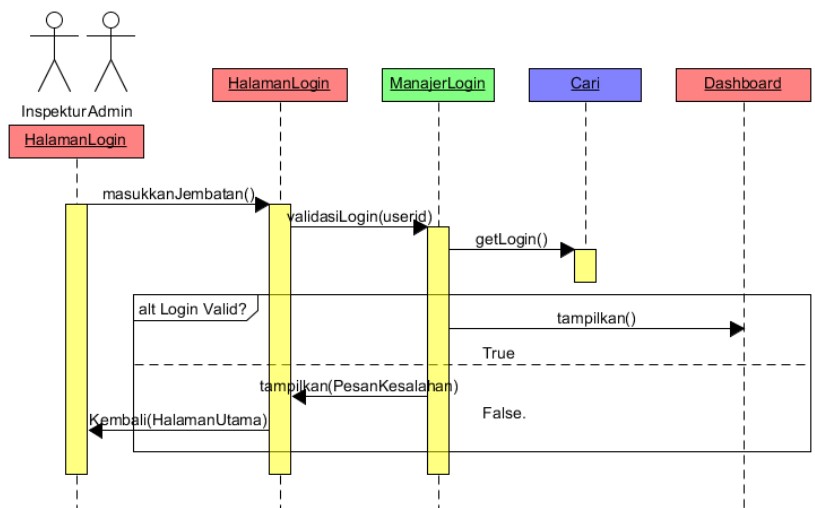 Inspektur Admin
HalamanLogin
HalamanLogin
ManajerLogin
Cari
Dashboard
masukkanJembatan()
validasiLogin(userid)
getLogin()
alt Login Valid?
tampilkan()
True
tampilkan(PesanKesalahan)
False.
Kembali(HalamanUtama)